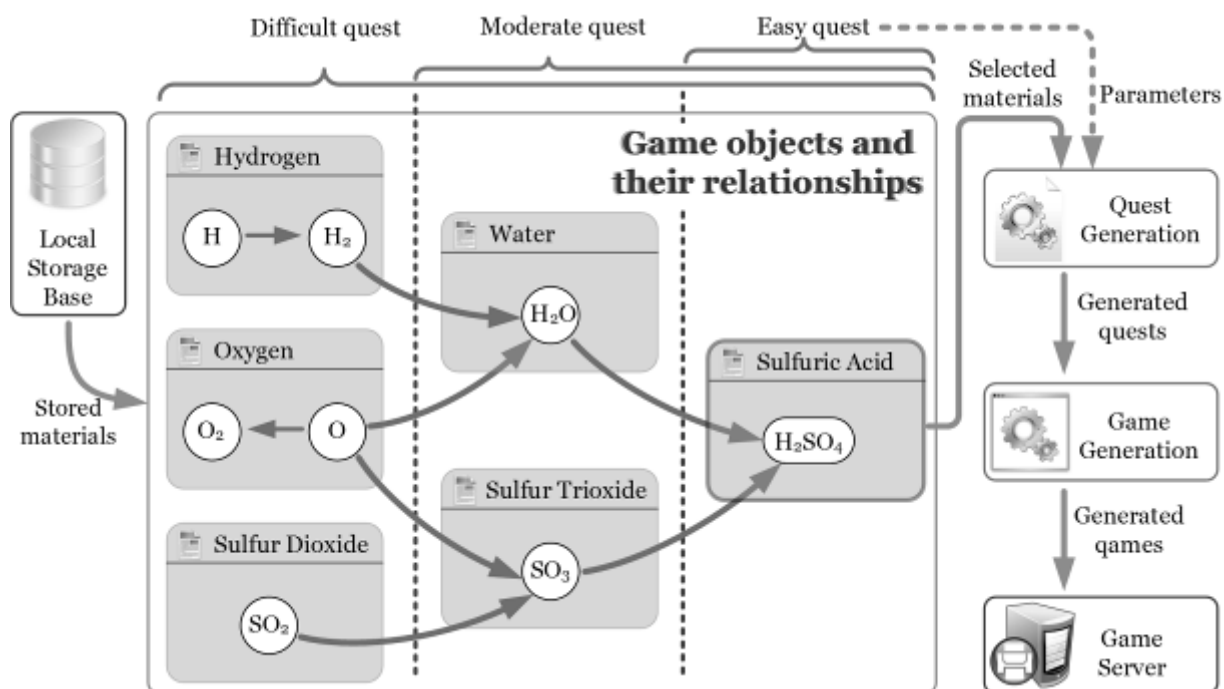 Difficult quest
Moderate quest
Easy quest
Selected
materials
Parameters
Game objects and
their relationships
Local
Storage
Base
Stored
materials
Hydrogen
H
H₂
Oxygen
O₂
O
Sulfur Dioxide
SO₂
Water
H₂O
Sulfur Trioxide
SO₃
Sulfuric Acid
H₂SO₄
Quest
Generation
Generated
quests
Game
Generation
Generated
qames
Game
Server